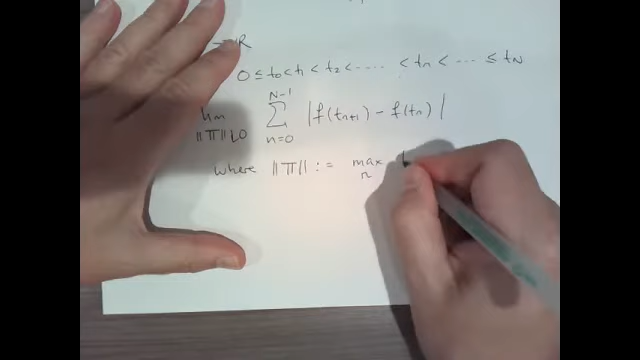 →ℝ
0 ≤ t₀ < t₁ < t₂ < ..... < tₙ < ... ≤ t_N
lim ‖Π‖↓0 ∑_{n=0}^{N-1} |f(tₙ₊₁) - f(tₙ)|
where ‖Π‖ := max n